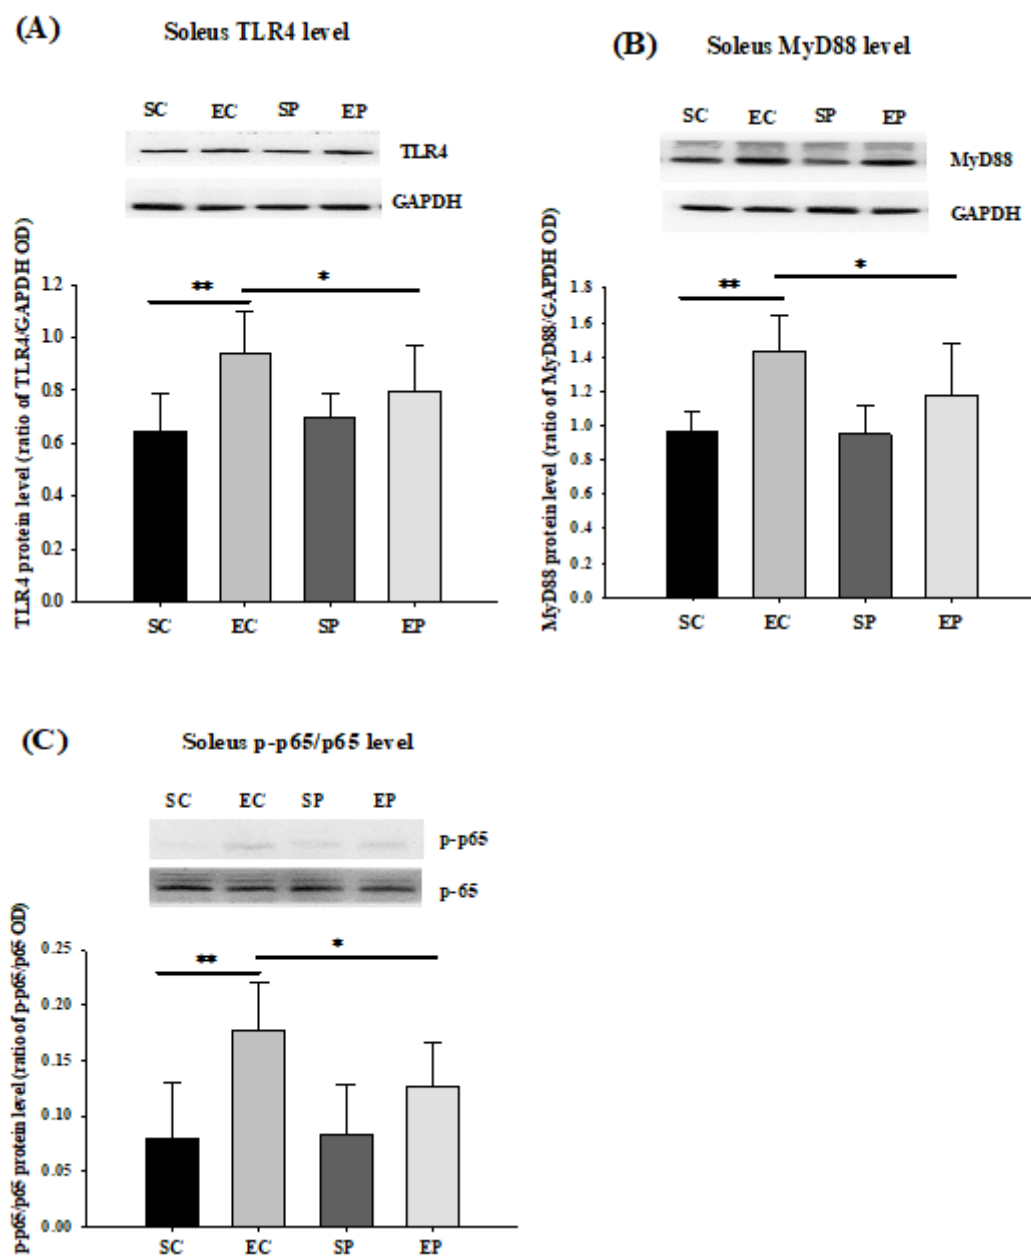 (A)
Soleus TLR4 level
SC EC SP EP
TLR4
GAPDH
TLR4 protein level (ratio of TLR4/GAPDH OD)
1.2
1.0
0.8
0.6
0.4
0.2
0.0
** *
SC EC SP EP
(B)
Soleus MyD88 level
SC EC SP EP
MyD88
GAPDH
MyD88 protein level (ratio of MyD88/GAPDH OD)
1.8
1.6
1.4
1.2
1.0
0.8
0.6
0.4
0.2
0.0
** *
SC EC SP EP
(C)
Soleus p-p65/p65 level
SC EC SP EP
p-p65
p-65
p-p65/p65 protein level (ratio of p-p65/p65 OD)
0.25
0.20
0.15
0.10
0.05
0.00
** *
SC EC SP EP